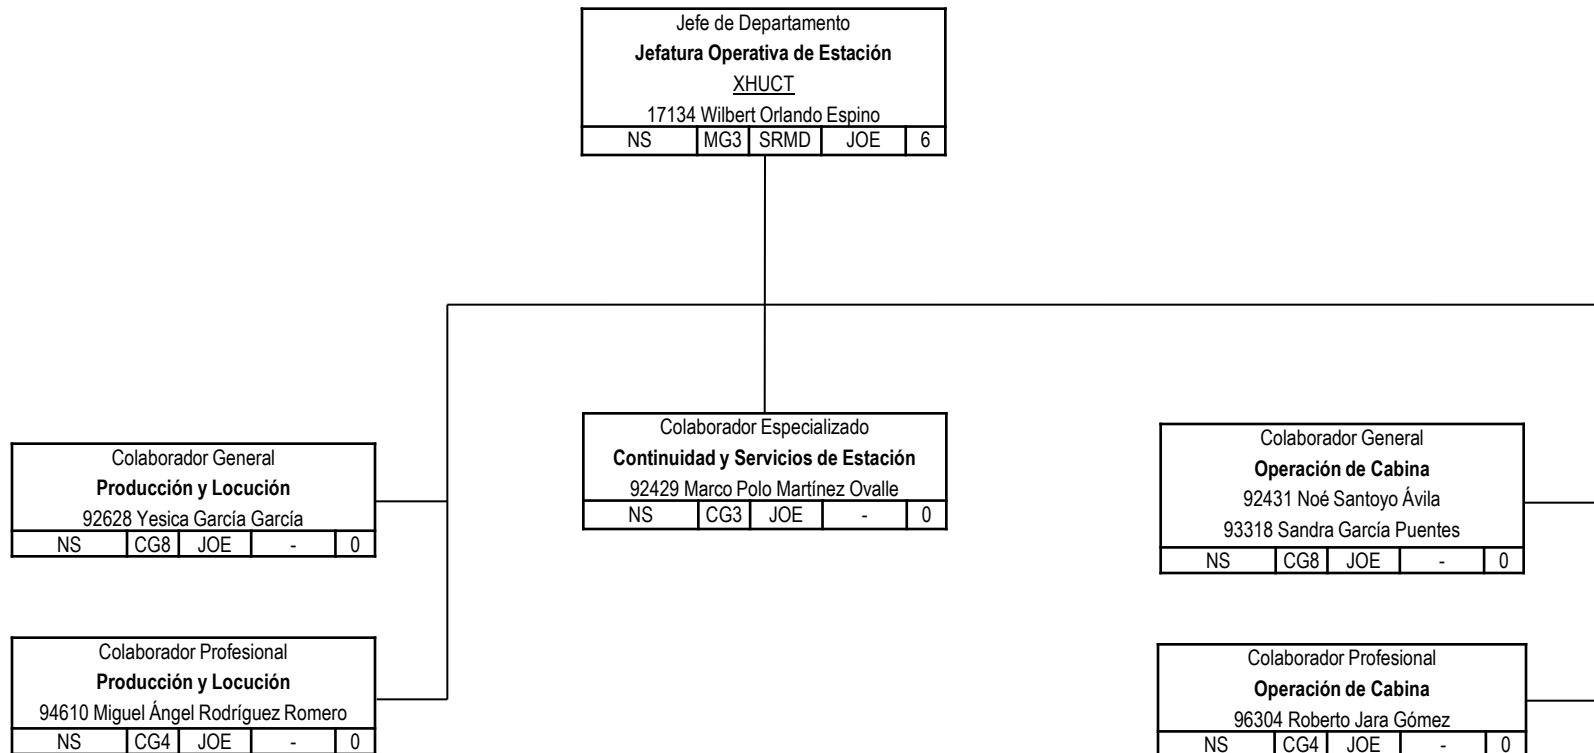 Jefe de Departamento
Jefatura Operativa de Estación
XHUCT
17134 Wilbert Orlando Espino
NS MG3 SRMD JOE 6
Colaborador Especializado
Continuidad y Servicios de Estación
92429 Marco Polo Martínez Ovalle
NS CG3 JOE - 0
Colaborador General
Producción y Locución
92628 Yesica García García
NS CG8 JOE - 0
Colaborador General
Operación de Cabina
92431 Noé Santoyo Ávila
93318 Sandra García Puentes
NS CG8 JOE - 0
Colaborador Profesional
Producción y Locución
94610 Miguel Ángel Rodríguez Romero
NS CG4 JOE - 0
Colaborador Profesional
Operación de Cabina
96304 Roberto Jara Gómez
NS CG4 JOE - 0